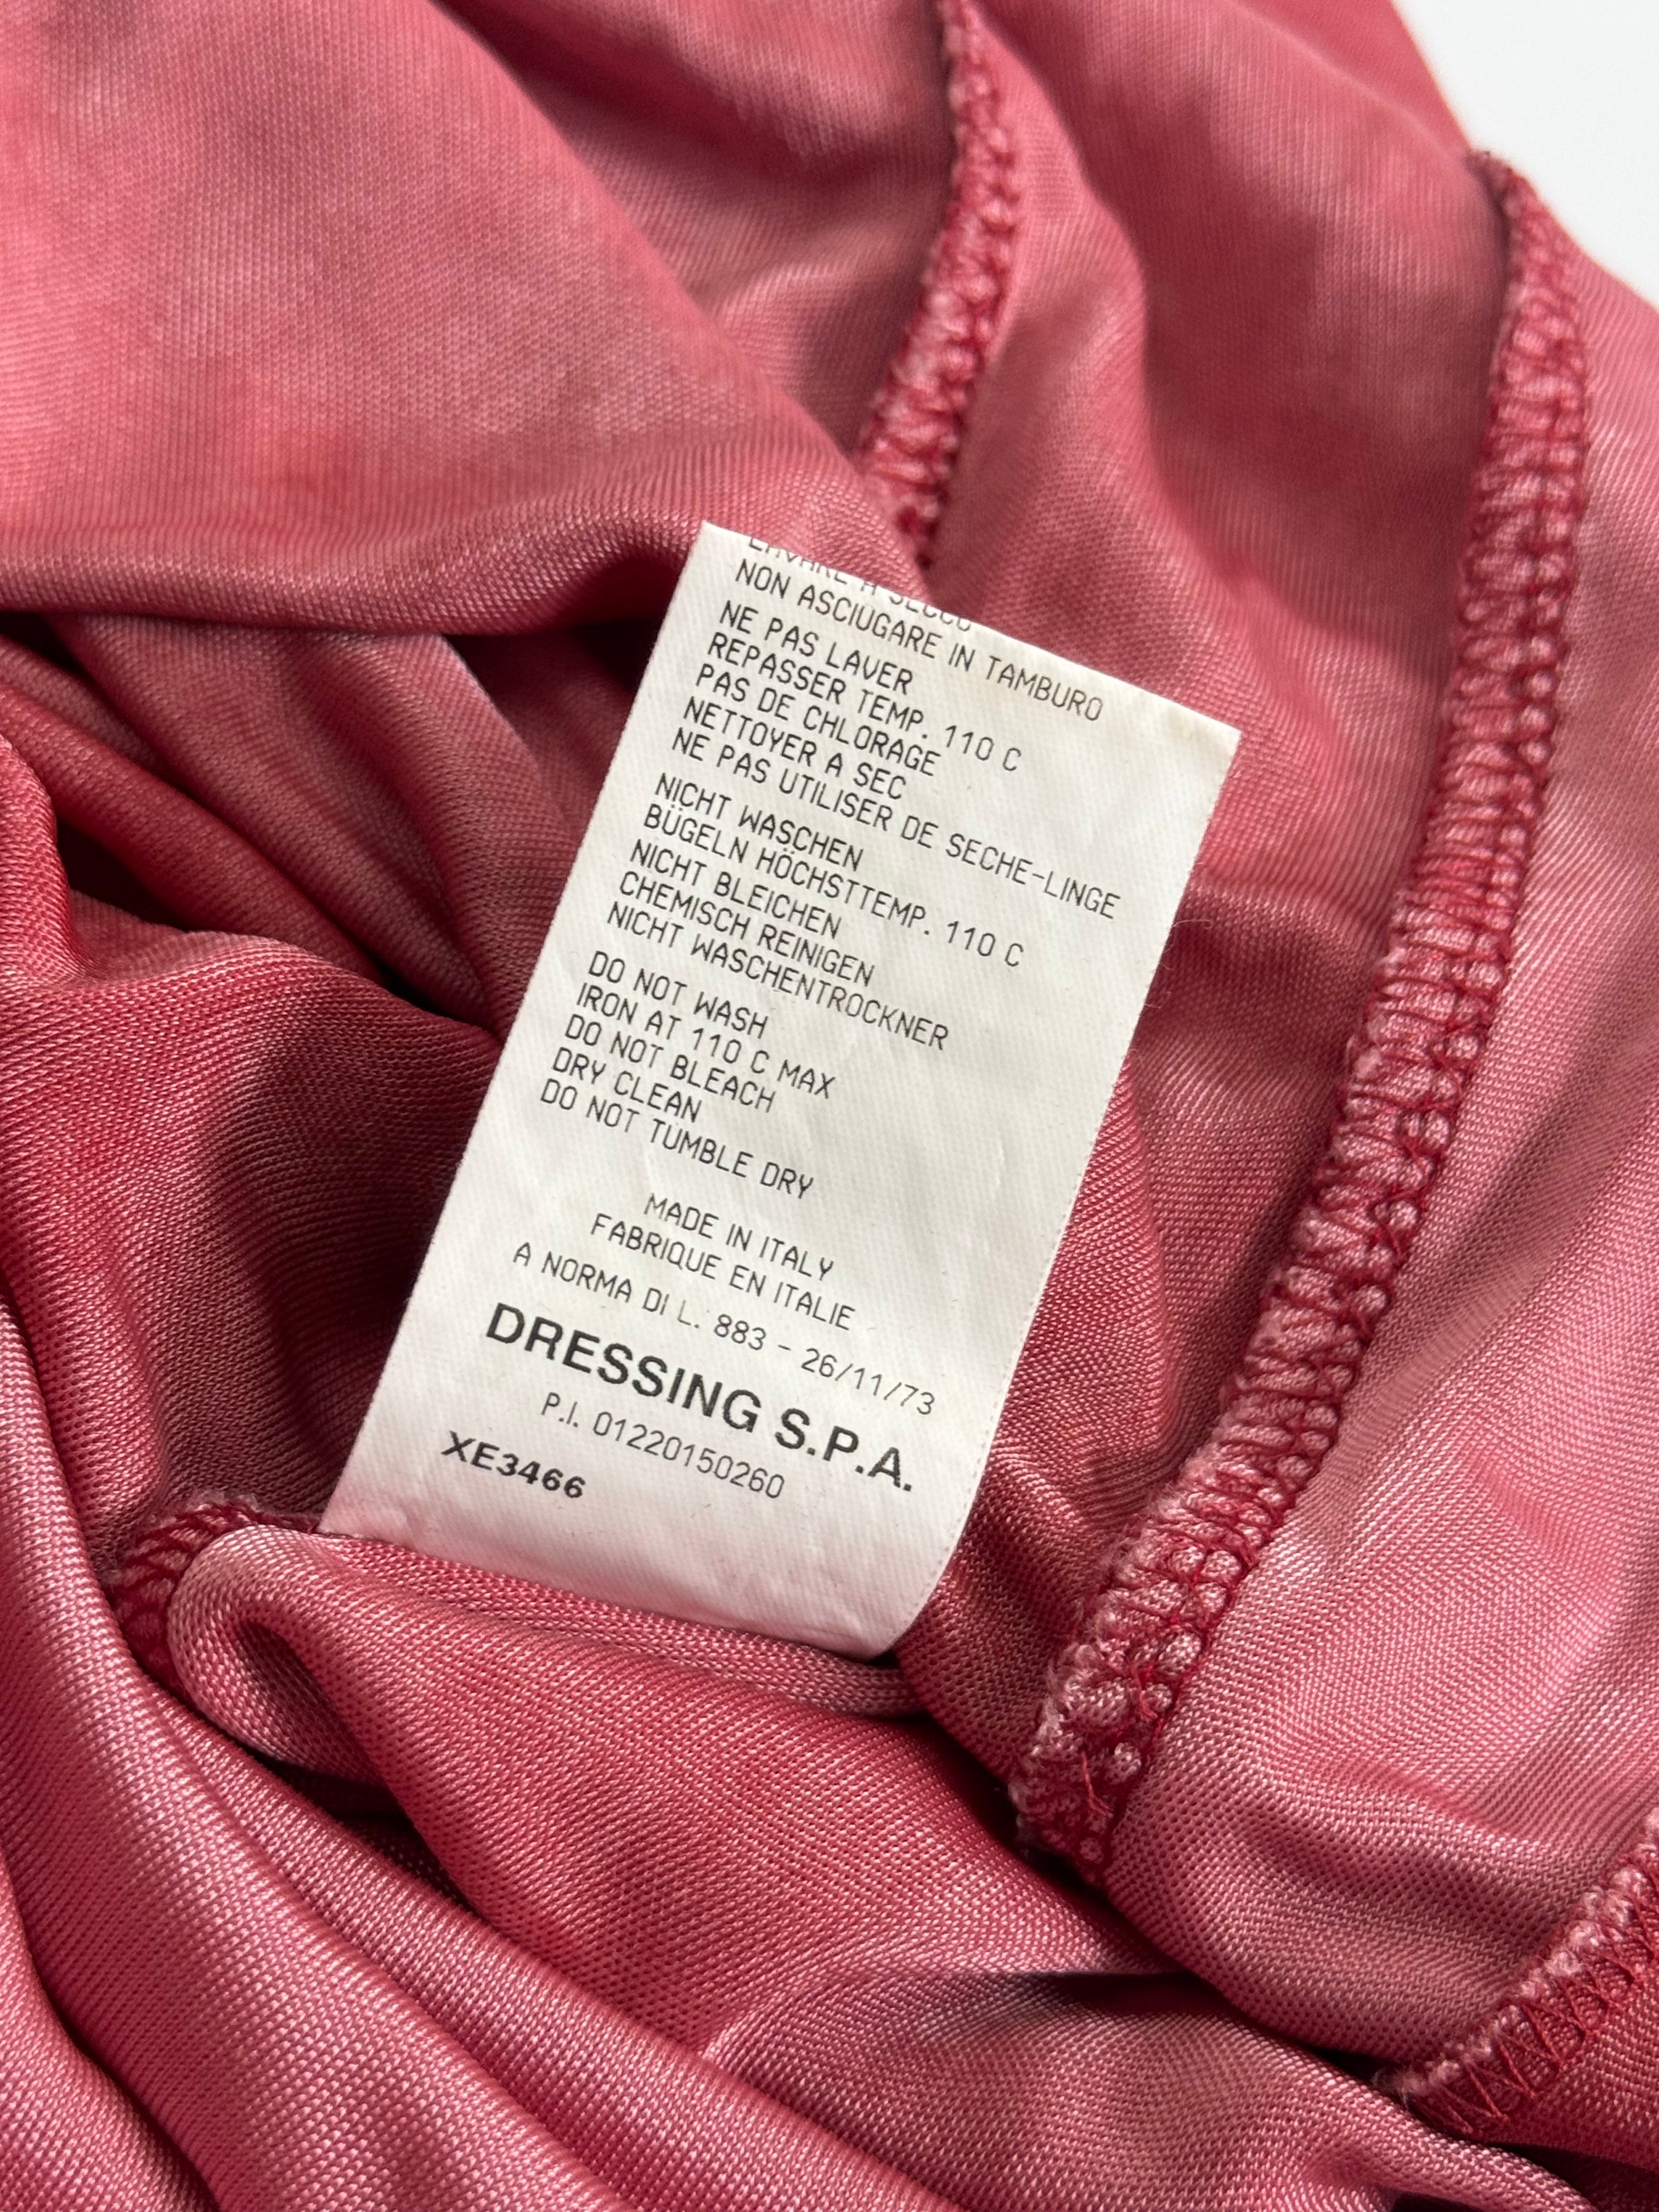 LAVARE A SECCO
NON ASCIUGARE IN TAMBURO
NE PAS LAVER
REPASSER TEMP. 110 C
PAS DE CHLORAGE
NETTOYER A SEC
NE PAS UTILISER DE SECHE-LINGE
NICHT WASCHEN
BÜGELN HÖCHSTTEMP. 110 C
NICHT BLEICHEN
CHEMISCH REINIGEN
NICHT WASCHENTROCKNER
DO NOT WASH
IRON AT 110 C MAX
DO NOT BLEACH
DRY CLEAN
DO NOT TUMBLE DRY
MADE IN ITALY
FABRIQUE EN ITALIE
A NORMA DI L. 883 - 26/11/73
DRESSING S.P.A.
P.I. 01220150260
XE3466